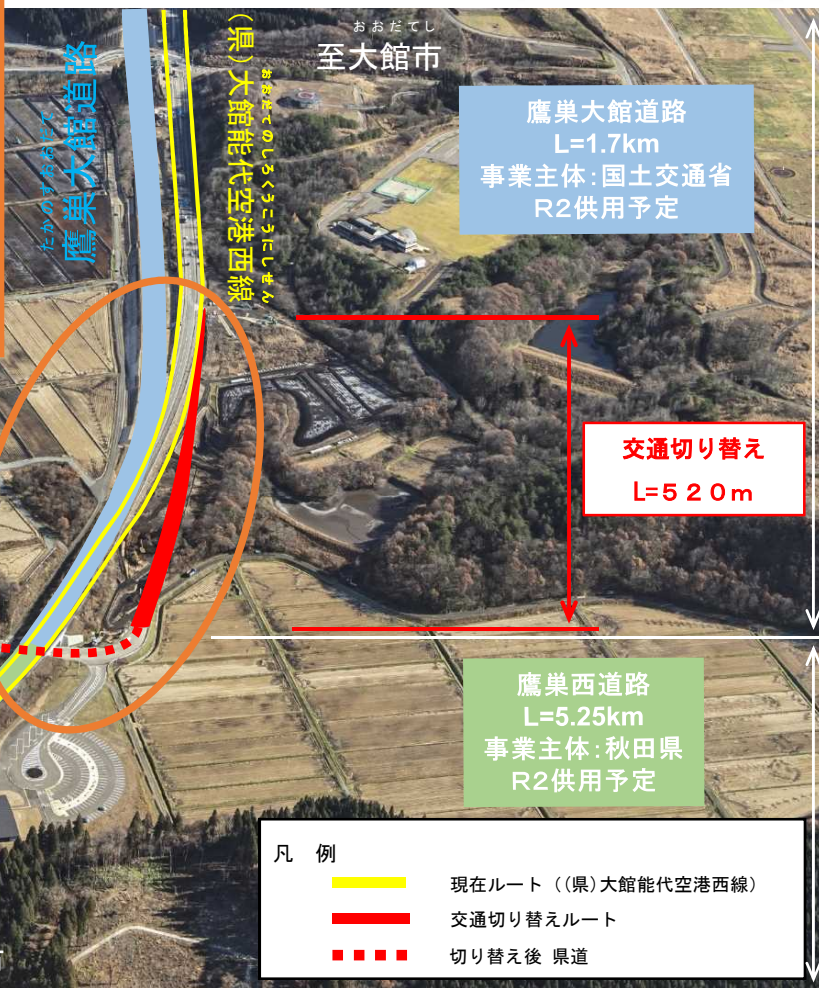 おおだてし
至大館市
(県)大館能代空港西線
おおだてのしろくうこうにしせん
鷹巣大館道路
たかのすおおだて
鷹巣大館道路
L=1.7km
事業主体:国土交通省
R2供用予定
交通切り替え
L=520m
鷹巣西道路
L=5.25km
事業主体:秋田県
R2供用予定
凡 例
現在ルート ((県)大館能代空港西線)
交通切り替えルート
切り替え後 県道